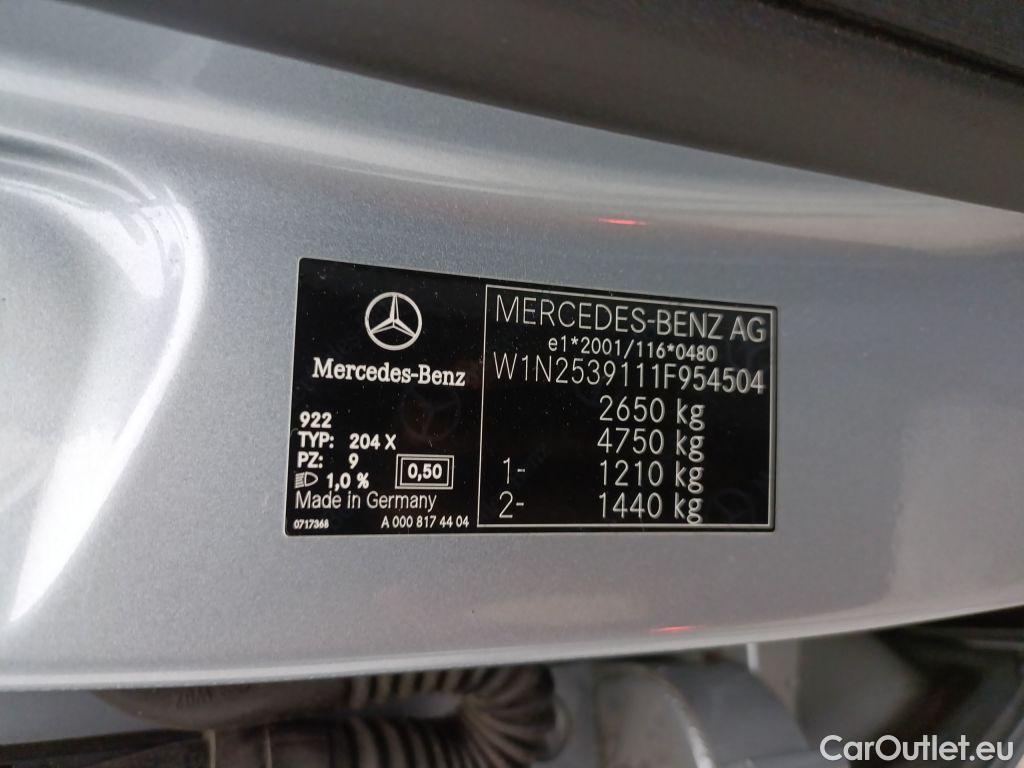 Mercedes-Benz
922
TYP: 204 X
PZ: 9
1,0 %
0,50
Made in Germany
0717368
A 000 817 44 04
MERCEDES-BENZ AG
e1*2001/116*0480
W1N2539111F954504
2650 kg
4750 kg
1- 1210 kg
2- 1440 kg
CarOutlet.eu